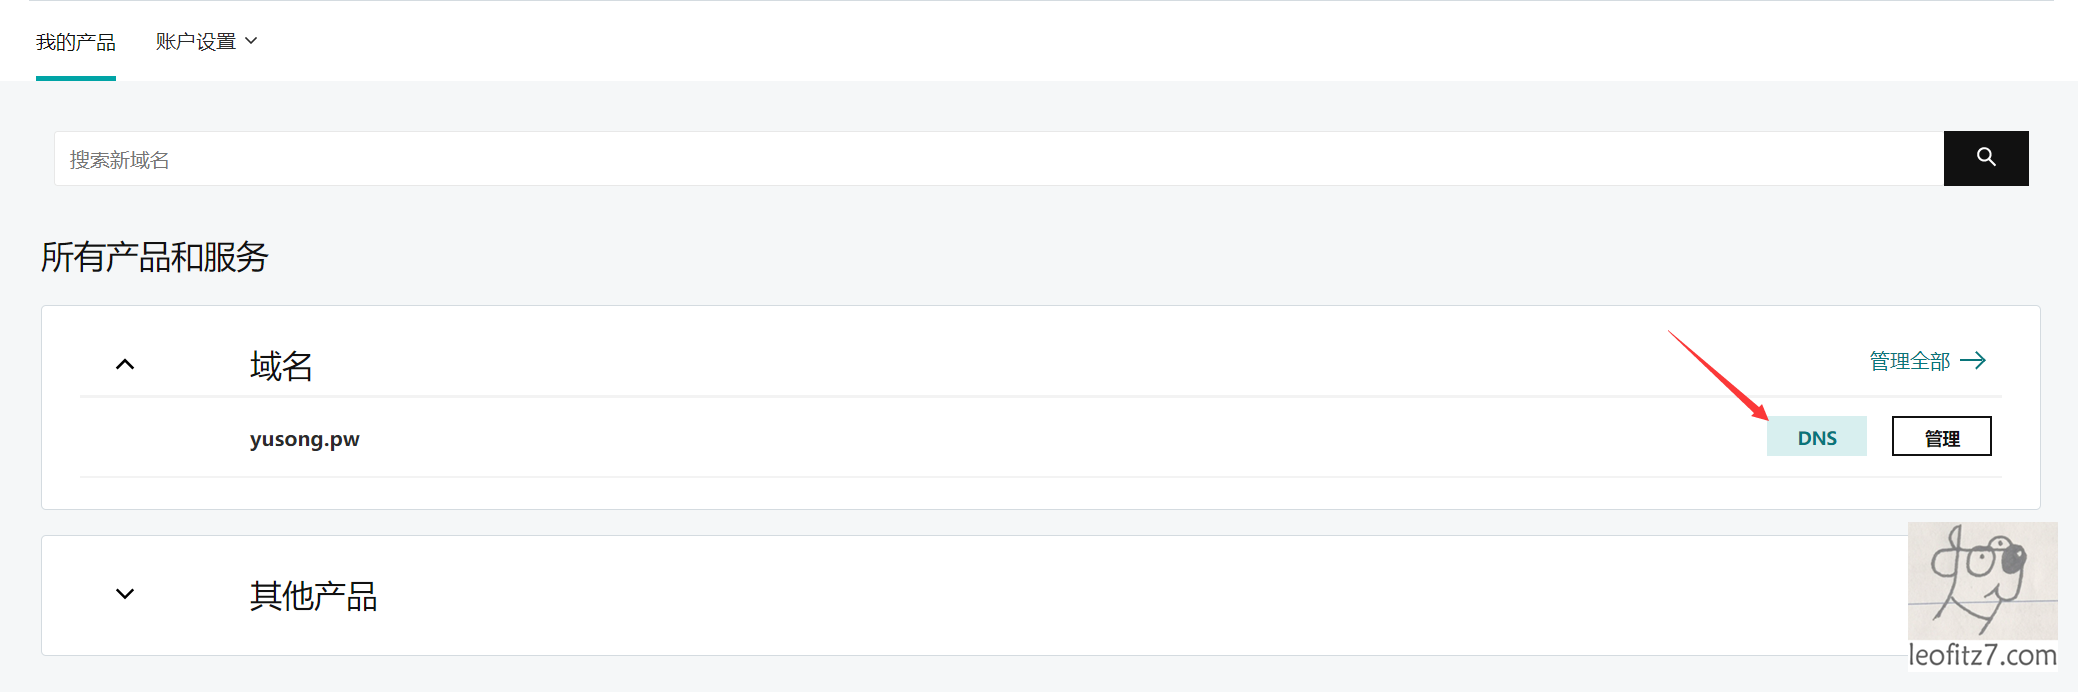 我的产品 账户设置
搜索新域名
所有产品和服务
域名 管理全部
yusong.pw DNS 管理
其他产品
dog
leofitz7.com